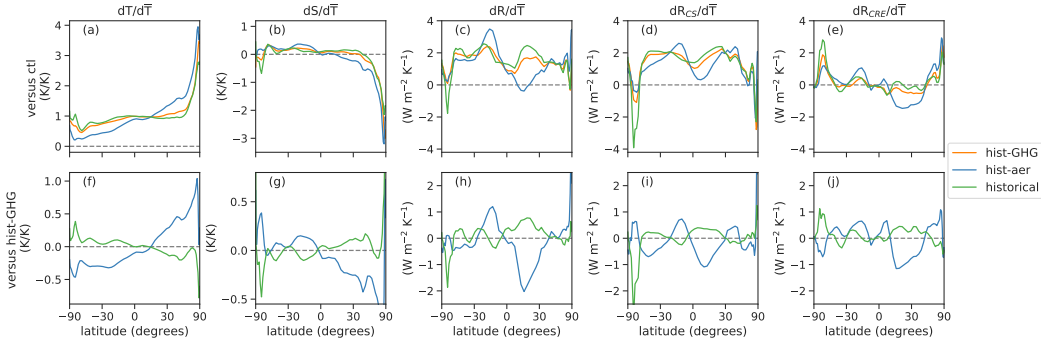 dT/dT̅ dS/dT̅ dR/dT̅ dR_CS/dT̅ dR_CRE/dT̅
(a) (b) (c) (d) (e)
versus ctl
(K/K)
4
3
2
1
0
(K/K)
0
−1
−2
−3
(W m⁻² K⁻¹)
4
2
0
−2
−4
(W m⁻² K⁻¹)
4
2
0
−2
−4
(W m⁻² K⁻¹)
4
2
0
−2
−4
hist-GHG
hist-aer
historical
(f) (g) (h) (i) (j)
versus hist-GHG
(K/K)
1.0
0.5
0.0
−0.5
(K/K)
0.5
0.0
−0.5
(W m⁻² K⁻¹)
2
1
0
−1
−2
(W m⁻² K⁻¹)
2
1
0
−1
−2
(W m⁻² K⁻¹)
2
1
0
−1
−2
−90 −30 0 30 90 −90 −30 0 30 90 −90 −30 0 30 90 −90 −30 0 30 90 −90 −30 0 30 90
latitude (degrees) latitude (degrees) latitude (degrees) latitude (degrees) latitude (degrees)